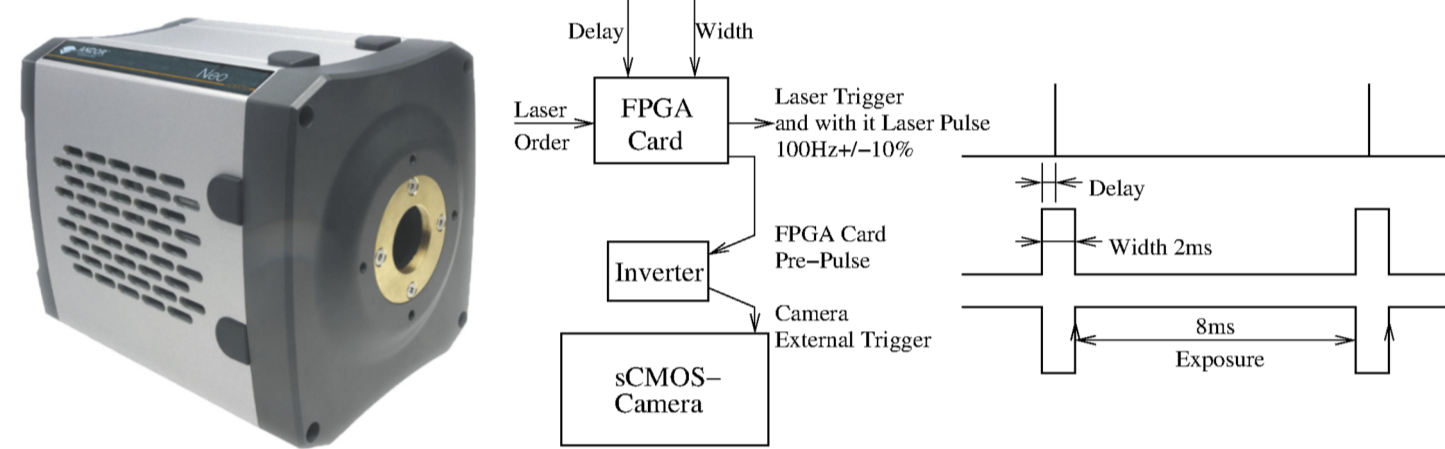 ANDOR
Neo
Delay
Width
Laser
Order
FPGA
Card
Laser Trigger
and with it Laser Pulse
100Hz+/−10%
FPGA Card
Pre−Pulse
Inverter
Camera
External Trigger
sCMOS−
Camera
Delay
Width 2ms
8ms
Exposure